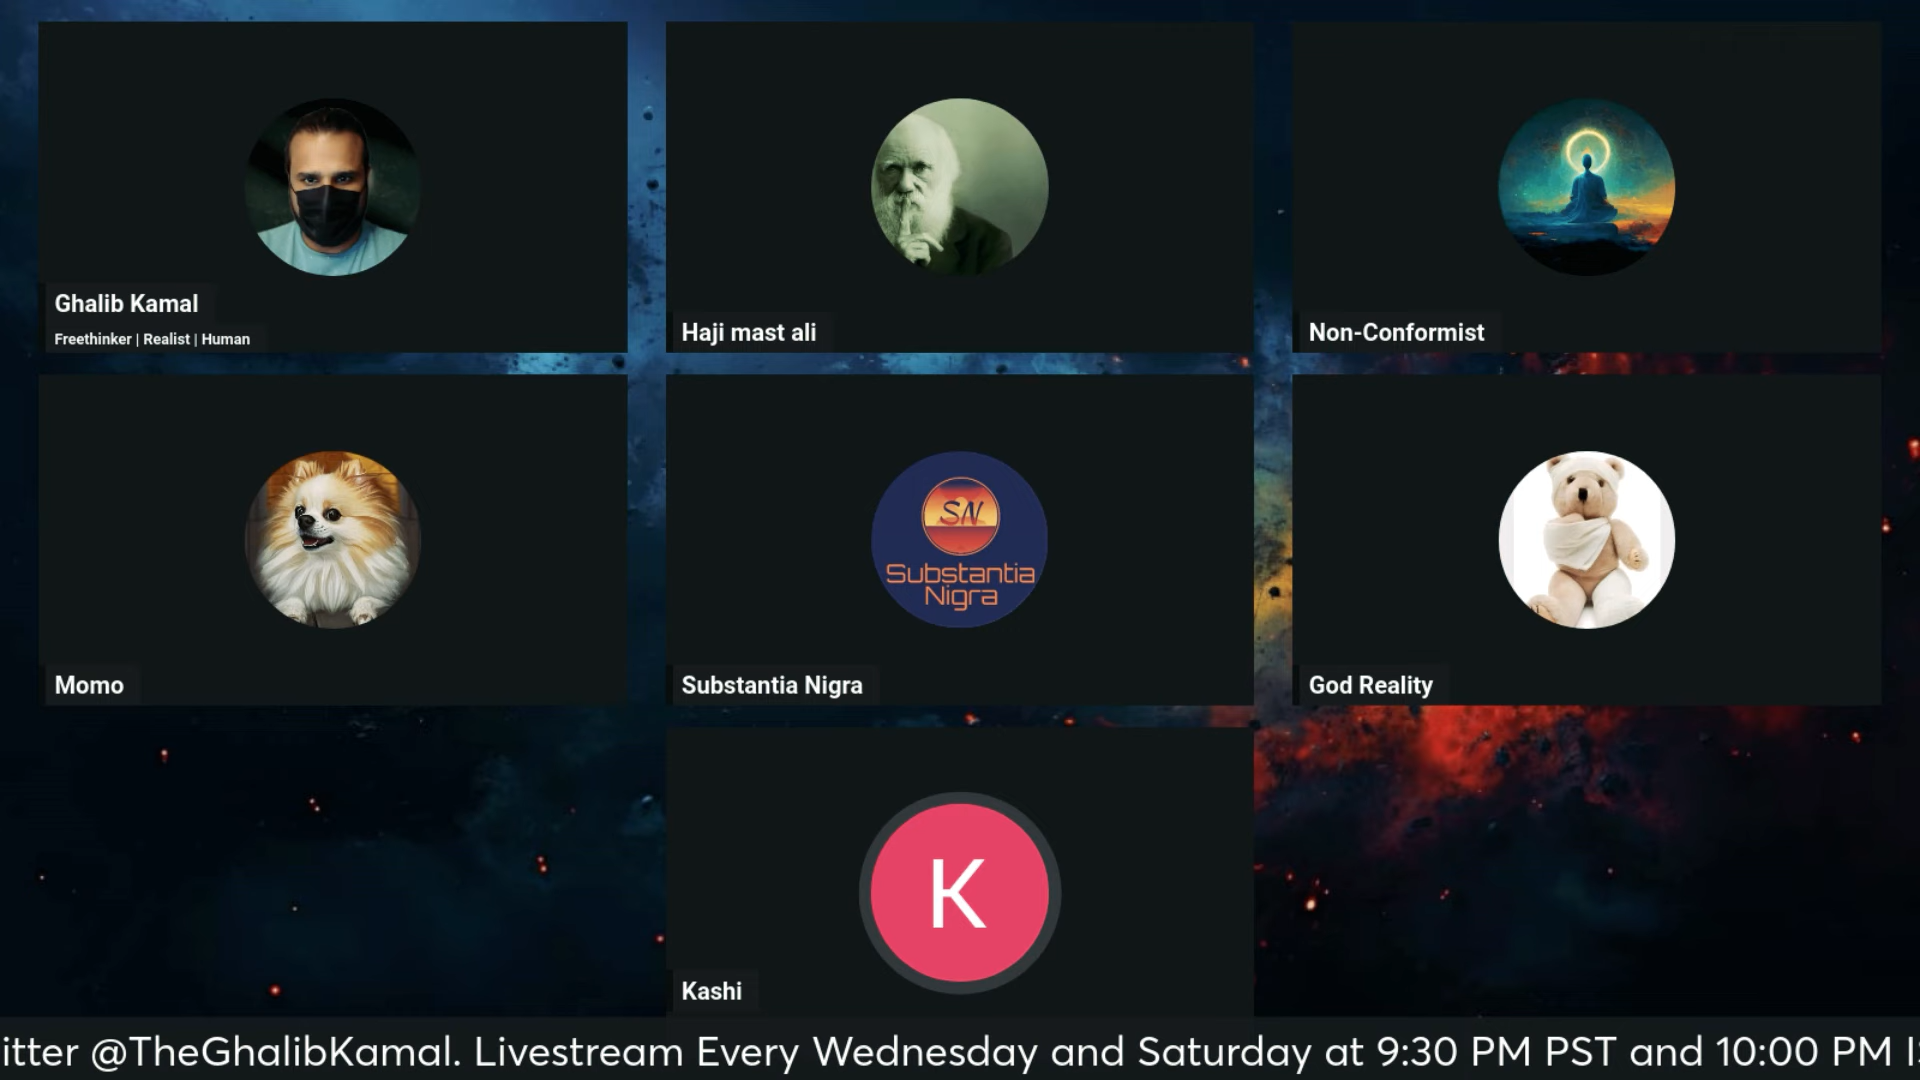 Ghalib Kamal
Freethinker | Realist | Human
Haji mast ali
Non-Conformist
Momo
SN
Substantia
Nigra
Substantia Nigra
God Reality
K
Kashi
itter @TheGhalibKamal. Livestream Every Wednesday and Saturday at 9:30 PM PST and 10:00 PM I